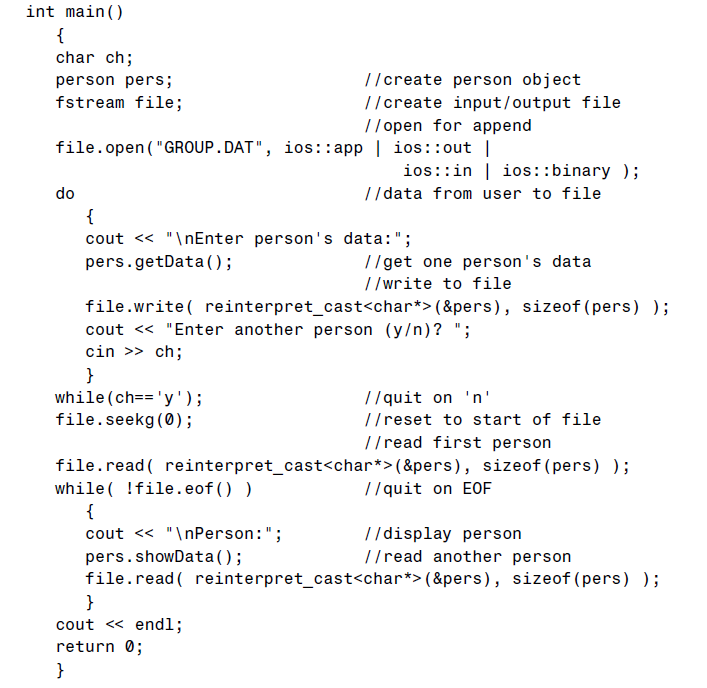 int main()
   {
   char ch;
   person pers;                   //create person object
   fstream file;                  //create input/output file
                                  //open for append
   file.open("GROUP.DAT", ios::app | ios::out |
                                      ios::in | ios::binary );
   do                             //data from user to file
      {
      cout << "\nEnter person's data:";
      pers.getData();             //get one person's data
                                  //write to file
      file.write( reinterpret_cast<char*>(&pers), sizeof(pers) );
      cout << "Enter another person (y/n)? ";
      cin >> ch;
      }
   while(ch=='y');                //quit on 'n'
   file.seekg(0);                 //reset to start of file
                                  //read first person
   file.read( reinterpret_cast<char*>(&pers), sizeof(pers) );
   while( !file.eof() )           //quit on EOF
      {
      cout << "\nPerson:";        //display person
      pers.showData();            //read another person
      file.read( reinterpret_cast<char*>(&pers), sizeof(pers) );
      }
   cout << endl;
   return 0;
   }